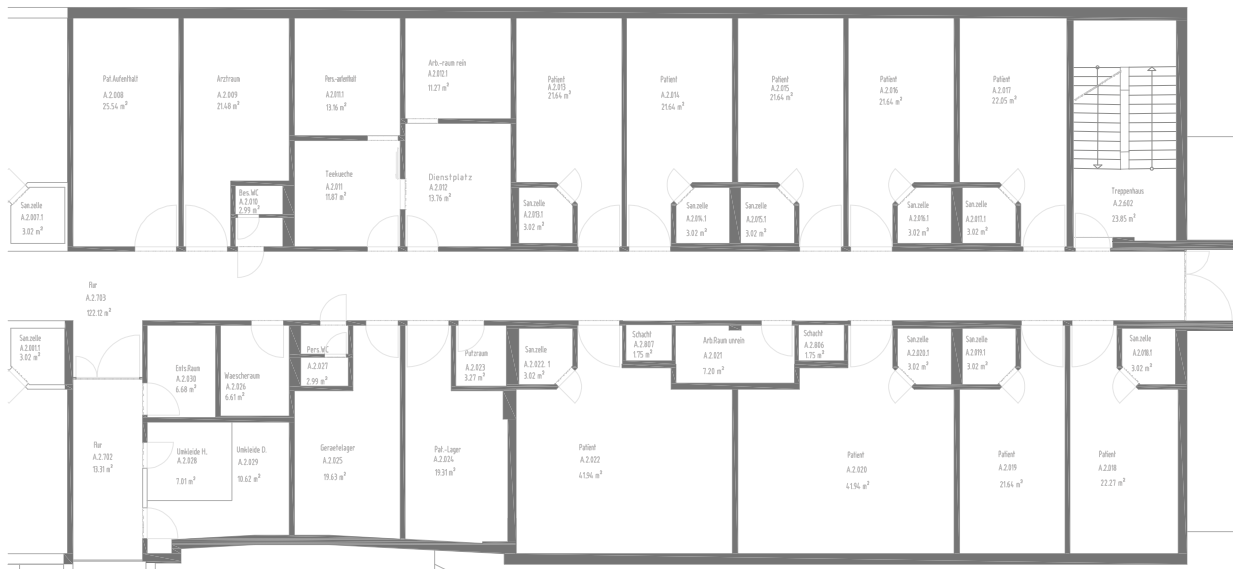 Pat.Aufenthalt
A.2.008
25.54 m²
Arztraum
A.2.009
21.48 m²
Pers.-aufenthalt
A.2.011.1
13.16 m²
Arb.-raum rein
A.2.012.1
11.27 m²
Patient
A.2.013
21.64 m²
Patient
A.2.014
21.64 m²
Patient
A.2.015
21.64 m²
Patient
A.2.016
21.64 m²
Patient
A.2.017
22.05 m²
San.zelle
A.2.007.1
3.02 m²
Bes.WC
A.2.010
2.99 m²
Teekueche
A.2.011
11.87 m²
Dienstplatz
A.2.012
13.76 m²
San.zelle
A.2.013.1
3.02 m²
San.zelle
A.2.014.1
3.02 m²
San.zelle
A.2.015.1
3.02 m²
San.zelle
A.2.016.1
3.02 m²
San.zelle
A.2.017.1
3.02 m²
Treppenhaus
A.2.602
23.85 m²
Flur
A.2.703
122.12 m²
San.zelle
A.2.001.1
3.02 m²
Ents.Raum
A.2.030
6.68 m²
Waescheraum
A.2.026
6.61 m²
Pers.WC
A.2.027
2.99 m²
Putzraum
A.2.023
3.27 m²
San.zelle
A.2.022. 1
3.02 m²
Schacht
A.2.807
1.75 m²
Arb.Raum unrein
A.2.021
7.20 m²
Schacht
A.2.806
1.75 m²
San.zelle
A.2.020.1
3.02 m²
San.zelle
A.2.019.1
3.02 m²
San.zelle
A.2.018.1
3.02 m²
Flur
A.2.702
13.31 m²
Umkleide H.
A.2.028
7.01 m²
Umkleide D.
A.2.029
10.62 m²
Geraetelager
A.2.025
19.63 m²
Pat.-Lager
A.2.024
19.31 m²
Patient
A.2.022
41.94 m²
Patient
A.2.020
41.94 m²
Patient
A.2.019
21.64 m²
Patient
A.2.018
22.27 m²